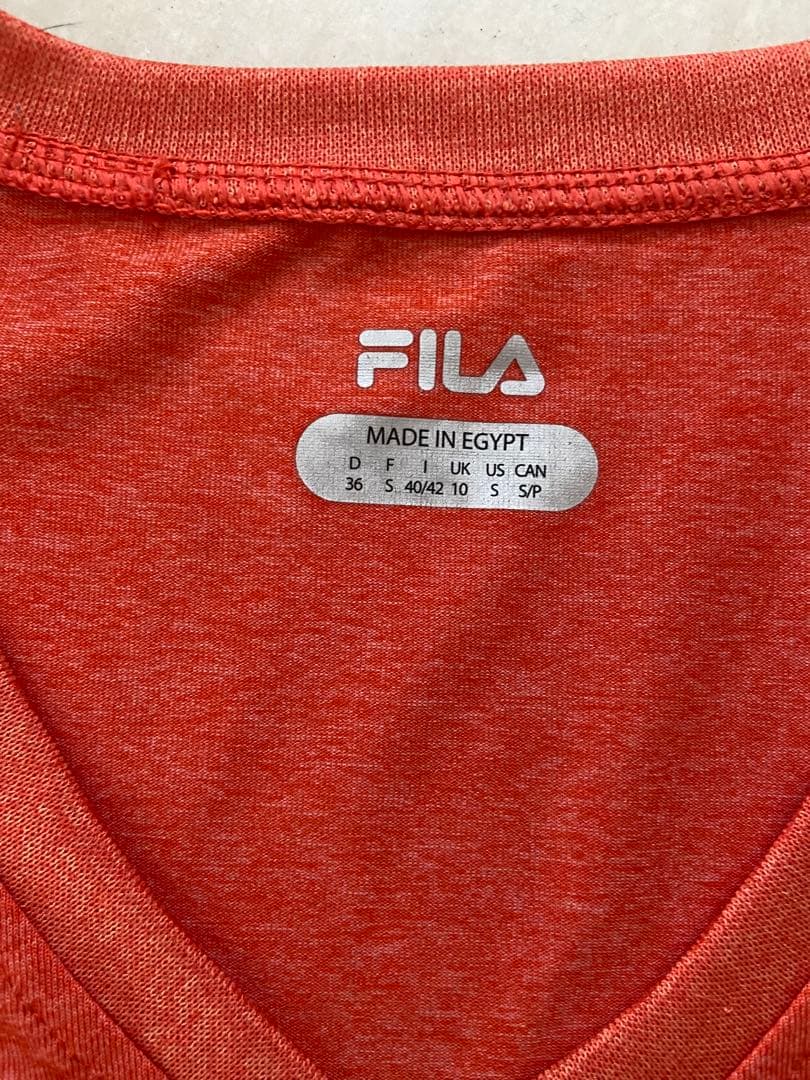 FILA
MADE IN EGYPT
D F I UK US CAN
36 S 40/42 10 S S/P